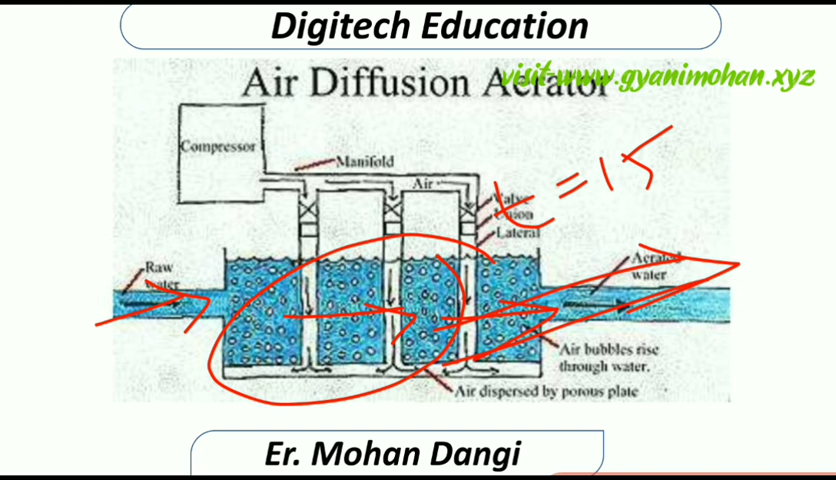 Digitech Education
visit-www.gyanimohan.xyz
Air Diffusion Aerator
Compressor
Manifold
Air
t = 15
Valve
Union
Lateral
Raw
water
Aerated
water
Air bubbles rise
through water.
Air dispersed by porous plate
Er. Mohan Dangi